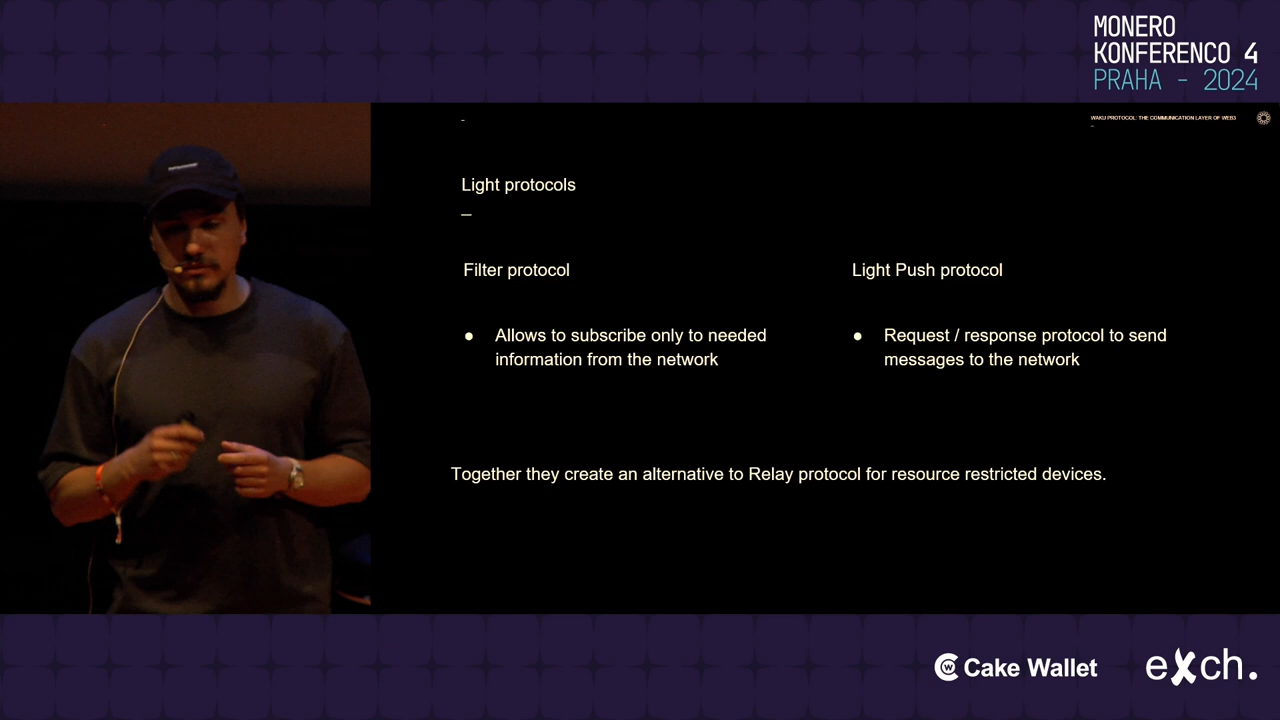 MONERO
KONFERENCO 4
PRAHA - 2024
WAKU PROTOCOL: THE COMMUNICATION LAYER OF WEB3
Light protocols
Filter protocol
● Allows to subscribe only to needed
information from the network
Light Push protocol
● Request / response protocol to send
messages to the network
Together they create an alternative to Relay protocol for resource restricted devices.
Cake Wallet
exch.